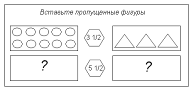 Вставьте пропущенные фигуры
3 1/2
? 5 1/2 ?